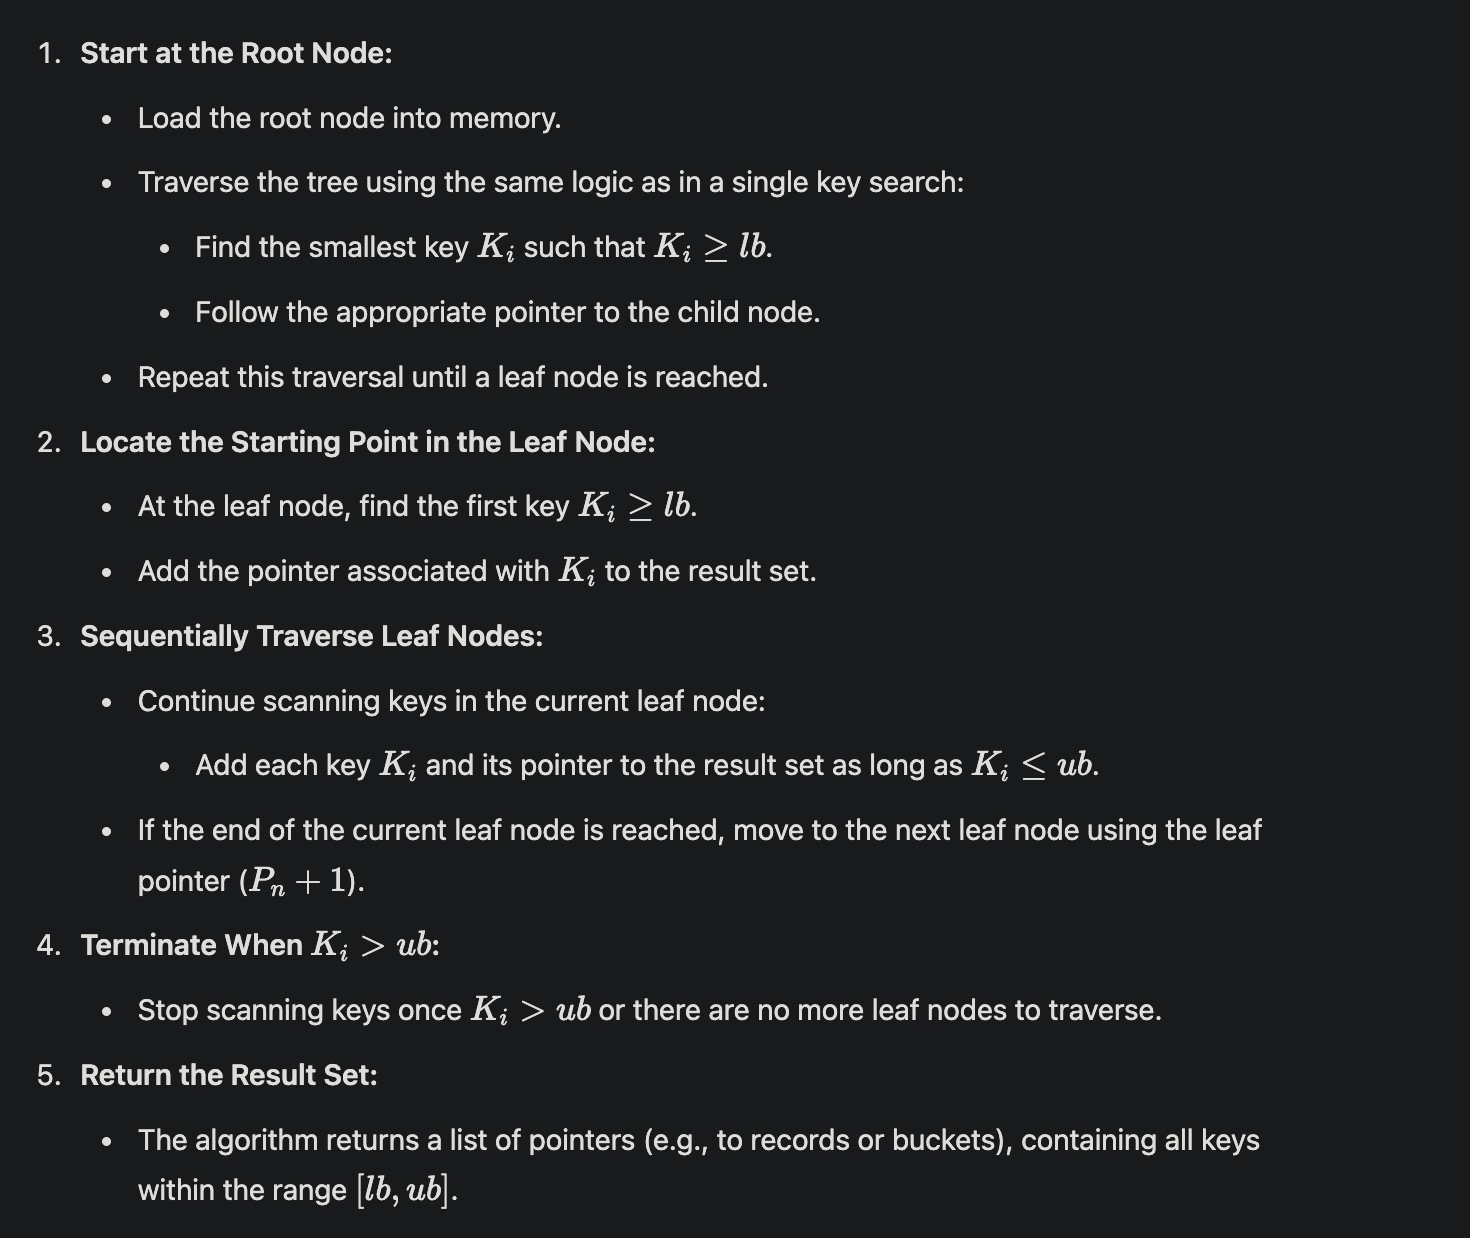 1. Start at the Root Node:
• Load the root node into memory.
• Traverse the tree using the same logic as in a single key search:
• Find the smallest key $K_i$ such that $K_i \geq lb$.
• Follow the appropriate pointer to the child node.
• Repeat this traversal until a leaf node is reached.
2. Locate the Starting Point in the Leaf Node:
• At the leaf node, find the first key $K_i \geq lb$.
• Add the pointer associated with $K_i$ to the result set.
3. Sequentially Traverse Leaf Nodes:
• Continue scanning keys in the current leaf node:
• Add each key $K_i$ and its pointer to the result set as long as $K_i \leq ub$.
• If the end of the current leaf node is reached, move to the next leaf node using the leaf
pointer ($P_n + 1$).
4. Terminate When $K_i > ub$:
• Stop scanning keys once $K_i > ub$ or there are no more leaf nodes to traverse.
5. Return the Result Set:
• The algorithm returns a list of pointers (e.g., to records or buckets), containing all keys
within the range $[lb, ub]$.